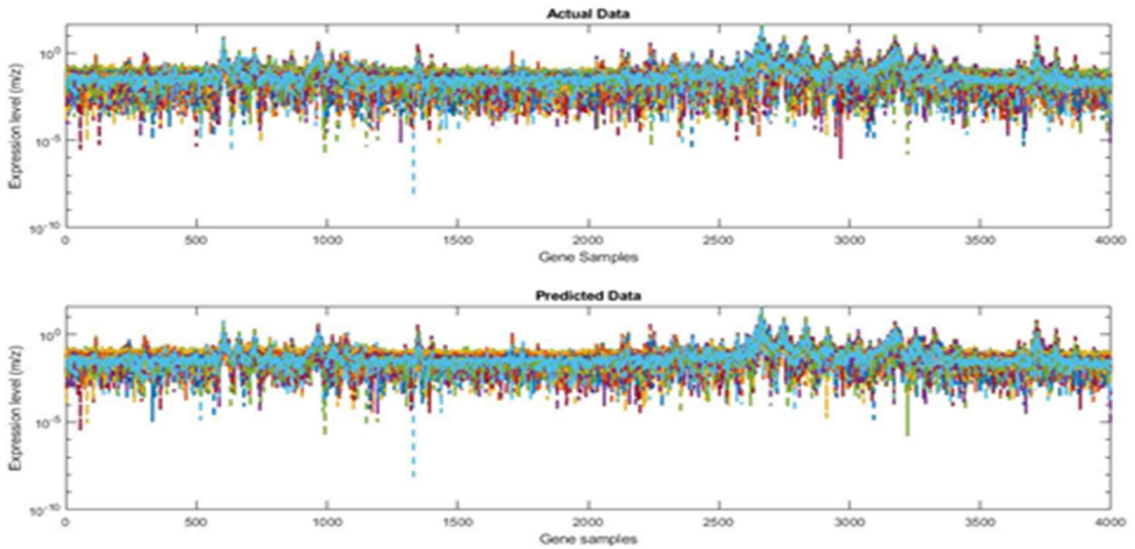 Actual Data
Expression level (m/z)
10^0
10^-5
10^-10
0 500 1000 1500 2000 2500 3000 3500 4000
Gene Samples
Predicted Data
Expression level (m/z)
10^0
10^-5
10^-10
0 500 1000 1500 2000 2500 3000 3500 4000
Gene samples